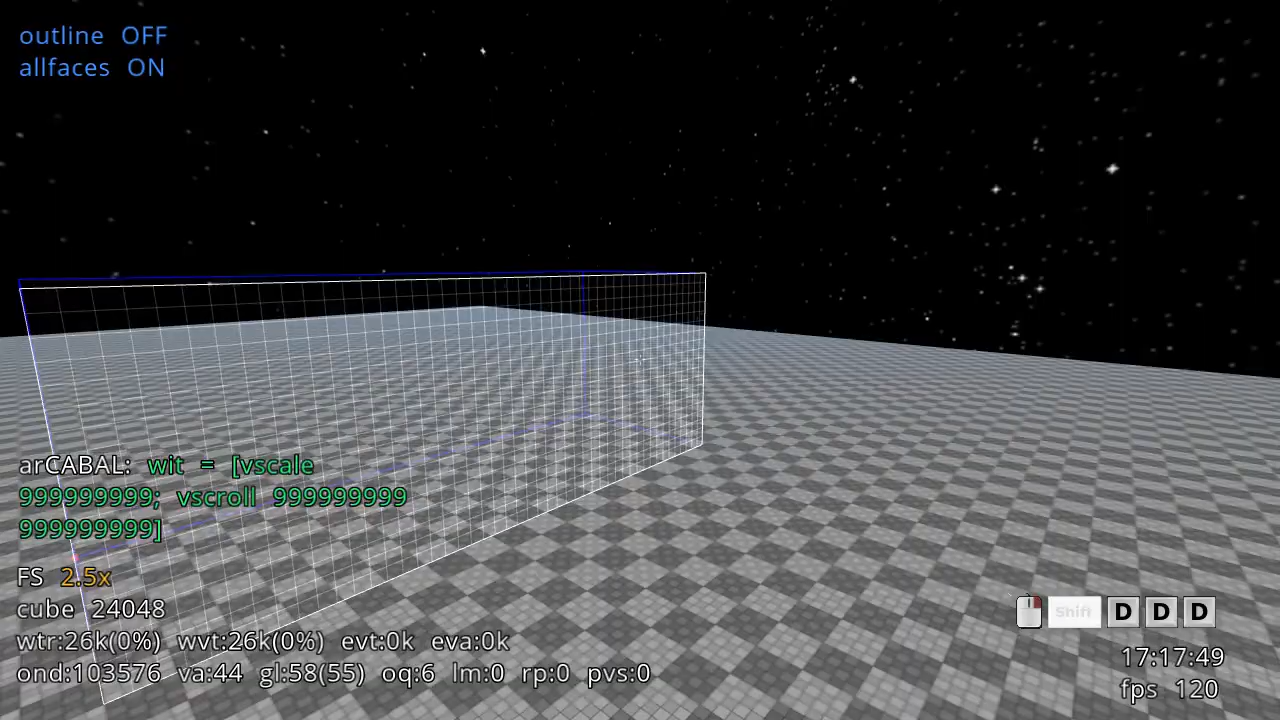 outline OFF
allfaces ON
arCABAL: wit = [vscale
999999999; vscroll 999999999
999999999]
FS 2.5x
cube 24048
wtr:26k(0%) wvt:26k(0%) evt:0k eva:0k
ond:103576 va:44 gl:58(55) oq:6 lm:0 rp:0 pvs:0
Shift D D D
17:17:49
fps 120